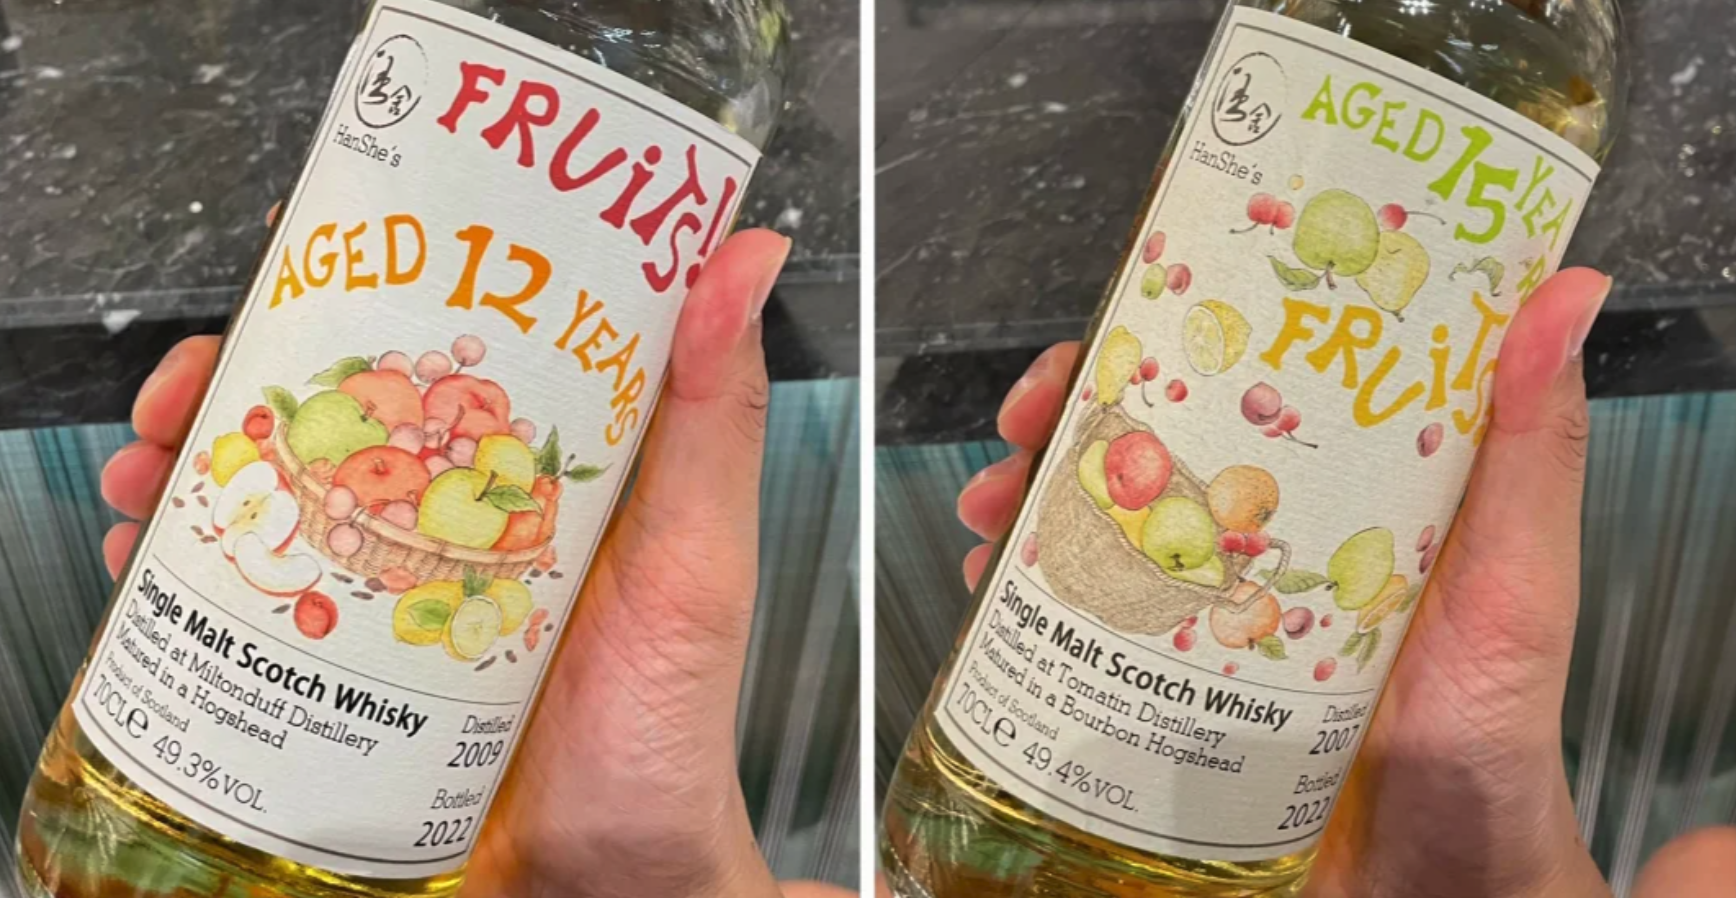 HanShe's
FRUiTS!
AGED 12 YEARS
Single Malt Scotch Whisky
Distilled at Miltonduff Distillery
Matured in a Hogshead
Product of Scotland
70CLe 49.3%VOL.
Distilled
2009
Bottled
2022
HanShe's
AGED 15
FRUiTS
Single Malt Scotch Whisky
Distilled at Tomatin Distillery
Matured in a Bourbon Hogshead
Product of Scotland
70CLe 49.4%VOL.
Distilled
2007
Bottled
2022